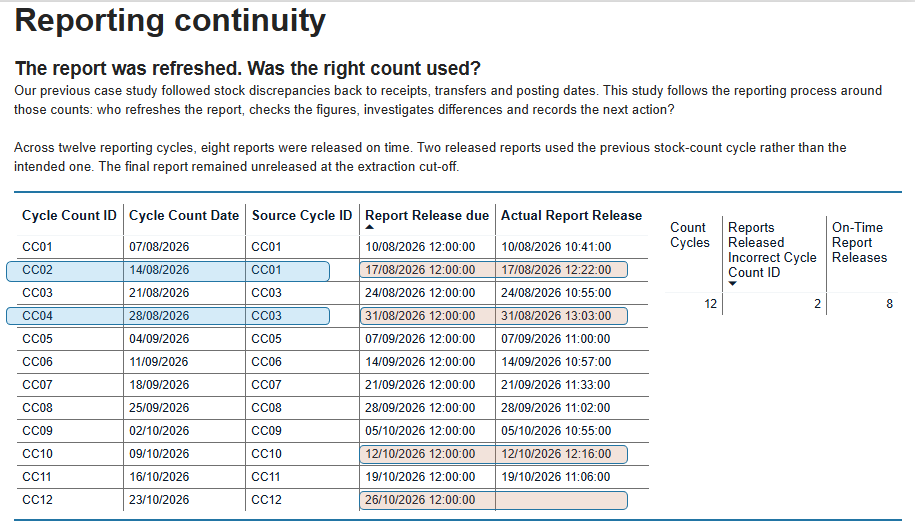 Reporting continuity
The report was refreshed. Was the right count used?
Our previous case study followed stock discrepancies back to receipts, transfers and posting dates. This study follows the reporting process around
those counts: who refreshes the report, checks the figures, investigates differences and records the next action?
Across twelve reporting cycles, eight reports were released on time. Two released reports used the previous stock-count cycle rather than the
intended one. The final report remained unreleased at the extraction cut-off.
Cycle Count ID Cycle Count Date Source Cycle ID Report Release due Actual Report Release
CC01 07/08/2026 CC01 10/08/2026 12:00:00 10/08/2026 10:41:00
CC02 14/08/2026 CC01 17/08/2026 12:00:00 17/08/2026 12:22:00
CC03 21/08/2026 CC03 24/08/2026 12:00:00 24/08/2026 10:55:00
CC04 28/08/2026 CC03 31/08/2026 12:00:00 31/08/2026 13:03:00
CC05 04/09/2026 CC05 07/09/2026 12:00:00 07/09/2026 11:00:00
CC06 11/09/2026 CC06 14/09/2026 12:00:00 14/09/2026 10:57:00
CC07 18/09/2026 CC07 21/09/2026 12:00:00 21/09/2026 11:33:00
CC08 25/09/2026 CC08 28/09/2026 12:00:00 28/09/2026 11:02:00
CC09 02/10/2026 CC09 05/10/2026 12:00:00 05/10/2026 10:55:00
CC10 09/10/2026 CC10 12/10/2026 12:00:00 12/10/2026 12:16:00
CC11 16/10/2026 CC11 19/10/2026 12:00:00 19/10/2026 11:06:00
CC12 23/10/2026 CC12 26/10/2026 12:00:00
Count Reports On-Time
Cycles Released Report
Incorrect Cycle Releases
Count ID
12 2 8